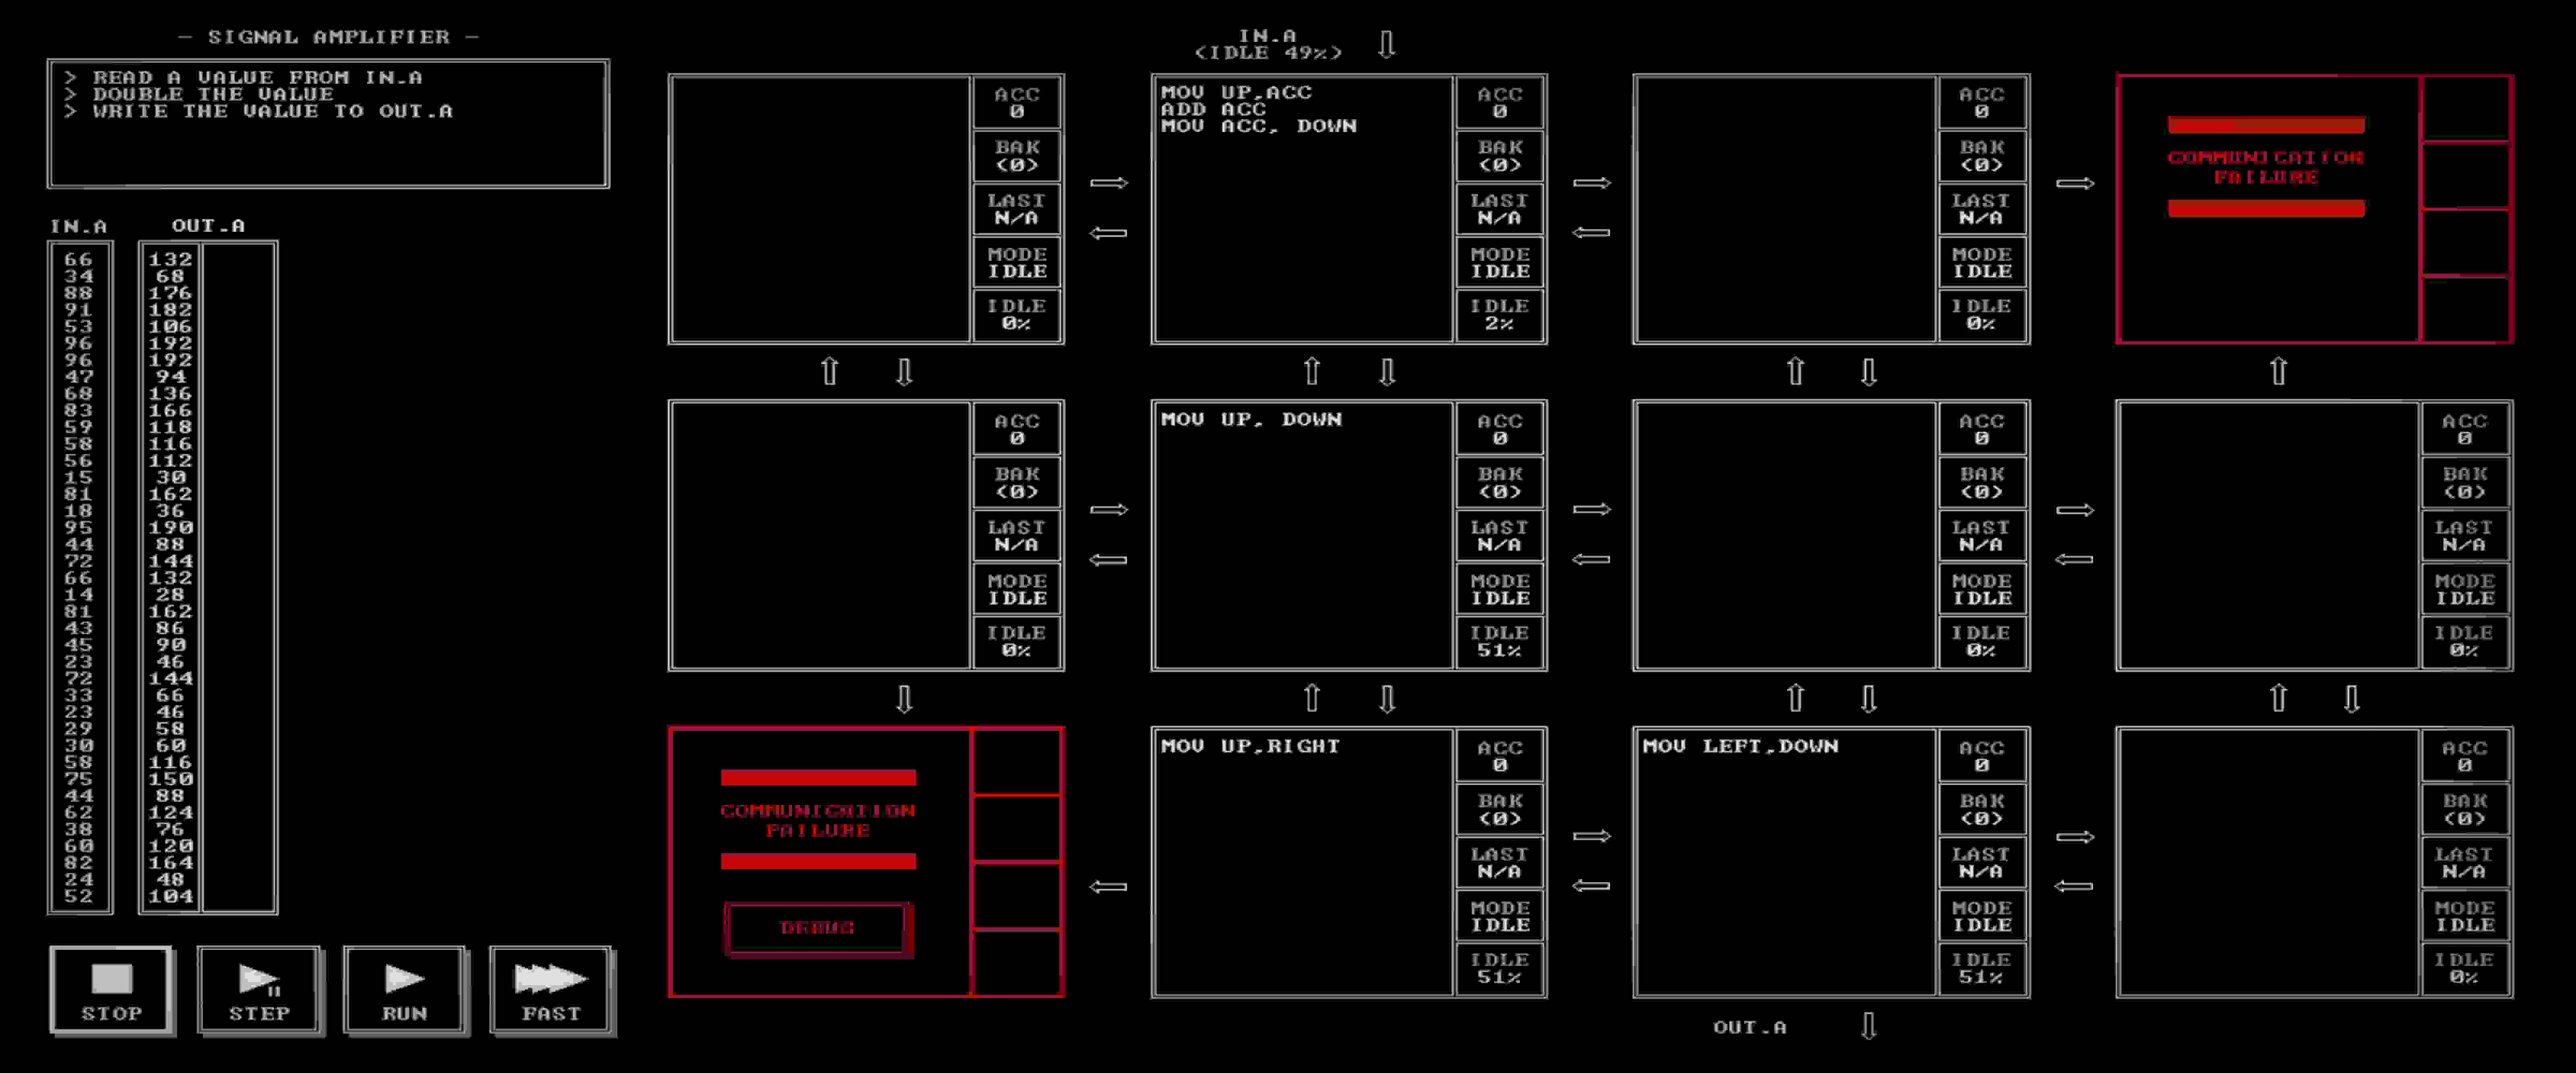 - SIGNAL AMPLIFIER -
> READ A VALUE FROM IN.A
> DOUBLE THE VALUE
> WRITE THE VALUE TO OUT.A
IN.A OUT.A
66 132
34 68
88 176
91 182
53 106
96 192
96 192
47 94
68 136
83 166
59 118
58 116
56 112
15 30
81 162
18 36
95 190
44 88
72 144
66 132
14 28
81 162
43 86
45 90
23 46
72 144
33 66
23 46
29 58
30 60
58 116
75 150
44 88
62 124
38 76
60 120
82 164
24 48
52 104
STOP
STEP
RUN
FAST
IN.A
(IDLE 49%)
ACC
0
BAK
(0)
LAST
N/A
MODE
IDLE
IDLE
0%
MOV UP,ACC
ADD ACC
MOV ACC, DOWN
ACC
0
BAK
(0)
LAST
N/A
MODE
IDLE
IDLE
2%
ACC
0
BAK
(0)
LAST
N/A
MODE
IDLE
IDLE
0%
COMMUNICATION
FAILURE
ACC
0
BAK
(0)
LAST
N/A
MODE
IDLE
IDLE
0%
MOV UP, DOWN
ACC
0
BAK
(0)
LAST
N/A
MODE
IDLE
IDLE
51%
ACC
0
BAK
(0)
LAST
N/A
MODE
IDLE
IDLE
0%
ACC
0
BAK
(0)
LAST
N/A
MODE
IDLE
IDLE
0%
COMMUNICATION
FAILURE
DEBUG
MOV UP,RIGHT
ACC
0
BAK
(0)
LAST
N/A
MODE
IDLE
IDLE
51%
MOV LEFT,DOWN
ACC
0
BAK
(0)
LAST
N/A
MODE
IDLE
IDLE
51%
ACC
0
BAK
(0)
LAST
N/A
MODE
IDLE
IDLE
0%
OUT.A